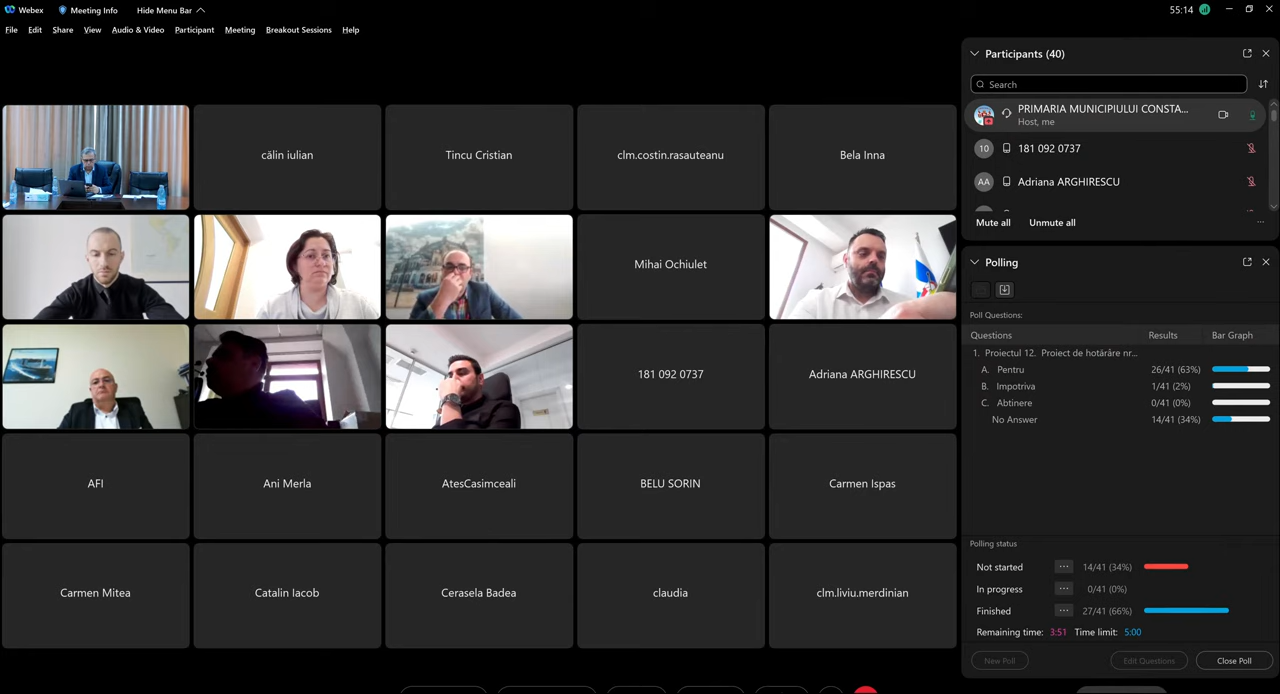 Webex
Meeting Info
Hide Menu Bar
55:14
File Edit Share View Audio & Video Participant Meeting Breakout Sessions Help
călin iulian
Tincu Cristian
clm.costin.rasauteanu
Bela Inna
Mihai Ochiulet
181 092 0737
Adriana ARGHIRESCU
AFI
Ani Merla
AtesCasimceali
BELU SORIN
Carmen Ispas
Carmen Mitea
Catalin Iacob
Cerasela Badea
claudia
clm.liviu.merdinian
Participants (40)
Search
PRIMARIA MUNICIPIULUI CONSTA...
Host, me
10 181 092 0737
AA Adriana ARGHIRESCU
Mute all Unmute all ...
Polling
Poll Questions:
Questions Results Bar Graph
1. Proiectul 12. Proiect de hotărâre nr...
A. Pentru 26/41 (63%)
B. Impotriva 1/41 (2%)
C. Abtinere 0/41 (0%)
No Answer 14/41 (34%)
Polling status
Not started ... 14/41 (34%)
In progress ... 0/41 (0%)
Finished ... 27/41 (66%)
Remaining time: 3:51 Time limit: 5:00
New Poll Edit Questions Close Poll